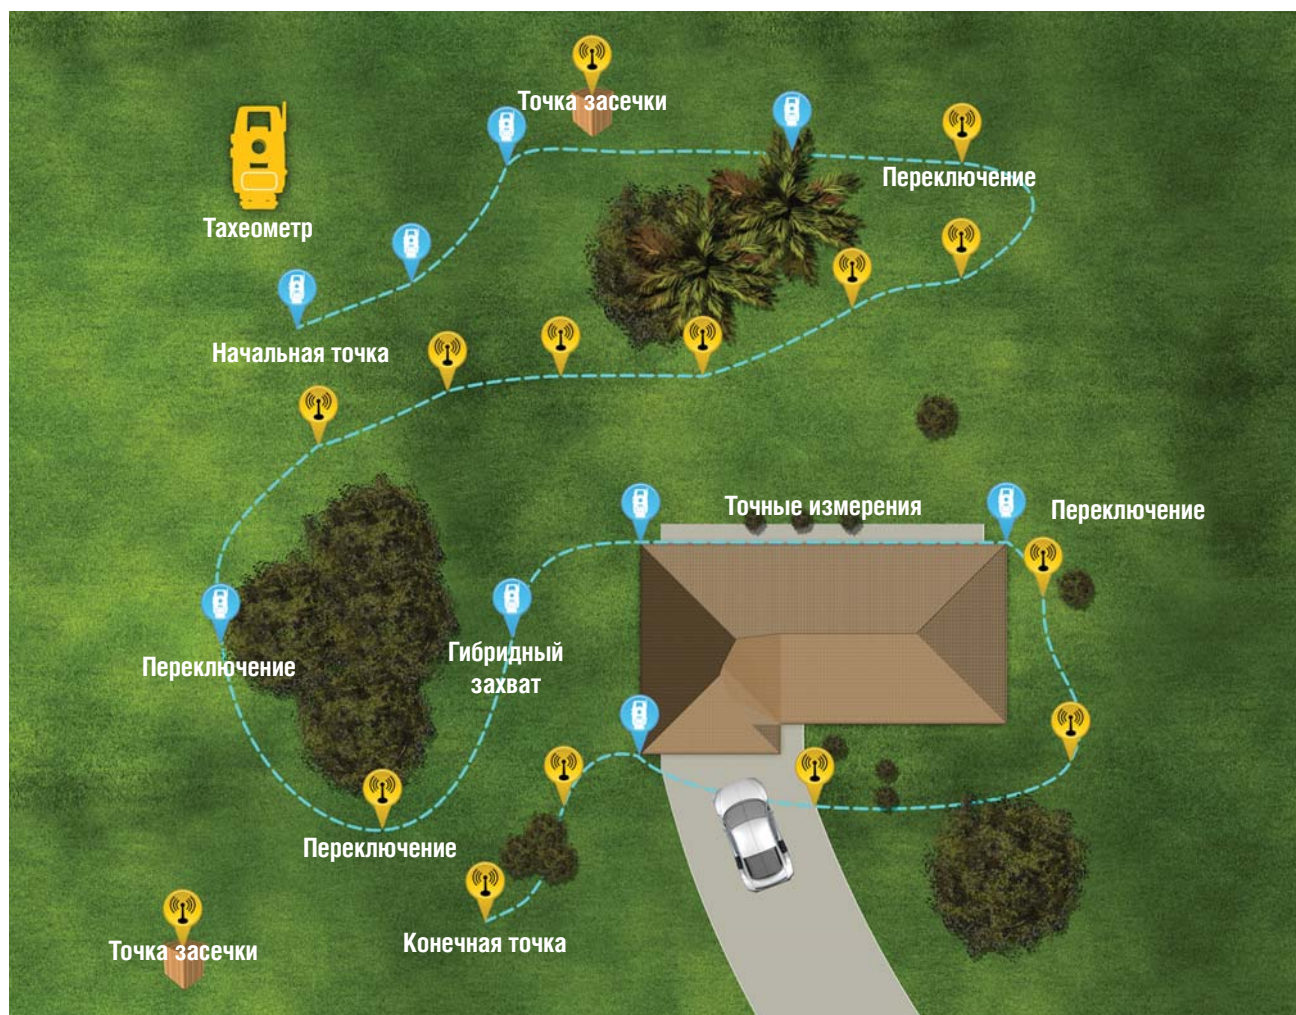 Точка засечки
Переключение
Тахеометр
Начальная точка
Точные измерения
Переключение
Переключение
Гибридный
захват
Переключение
Конечная точка
Точка засечки